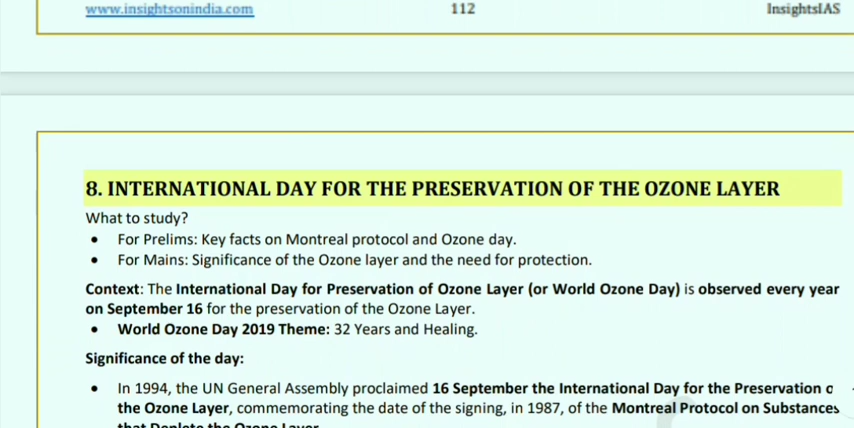 www.insightsonindia.com 112 InsightsIAS
8. INTERNATIONAL DAY FOR THE PRESERVATION OF THE OZONE LAYER
What to study?
• For Prelims: Key facts on Montreal protocol and Ozone day.
• For Mains: Significance of the Ozone layer and the need for protection.
Context: The International Day for Preservation of Ozone Layer (or World Ozone Day) is observed every year
on September 16 for the preservation of the Ozone Layer.
• World Ozone Day 2019 Theme: 32 Years and Healing.
Significance of the day:
• In 1994, the UN General Assembly proclaimed 16 September the International Day for the Preservation
the Ozone Layer, commemorating the date of the signing, in 1987, of the Montreal Protocol on Substances
that Deplete the Ozone Layer